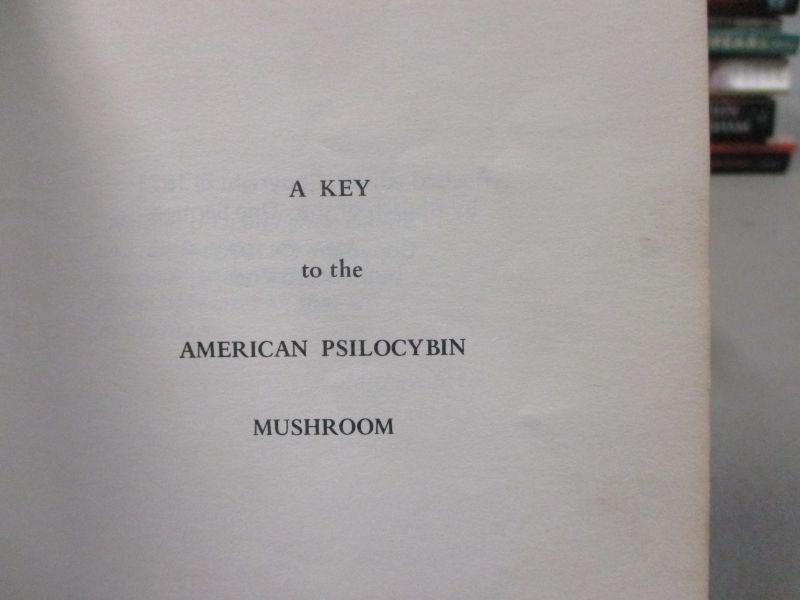 A KEY
to the
AMERICAN PSILOCYBIN
MUSHROOM